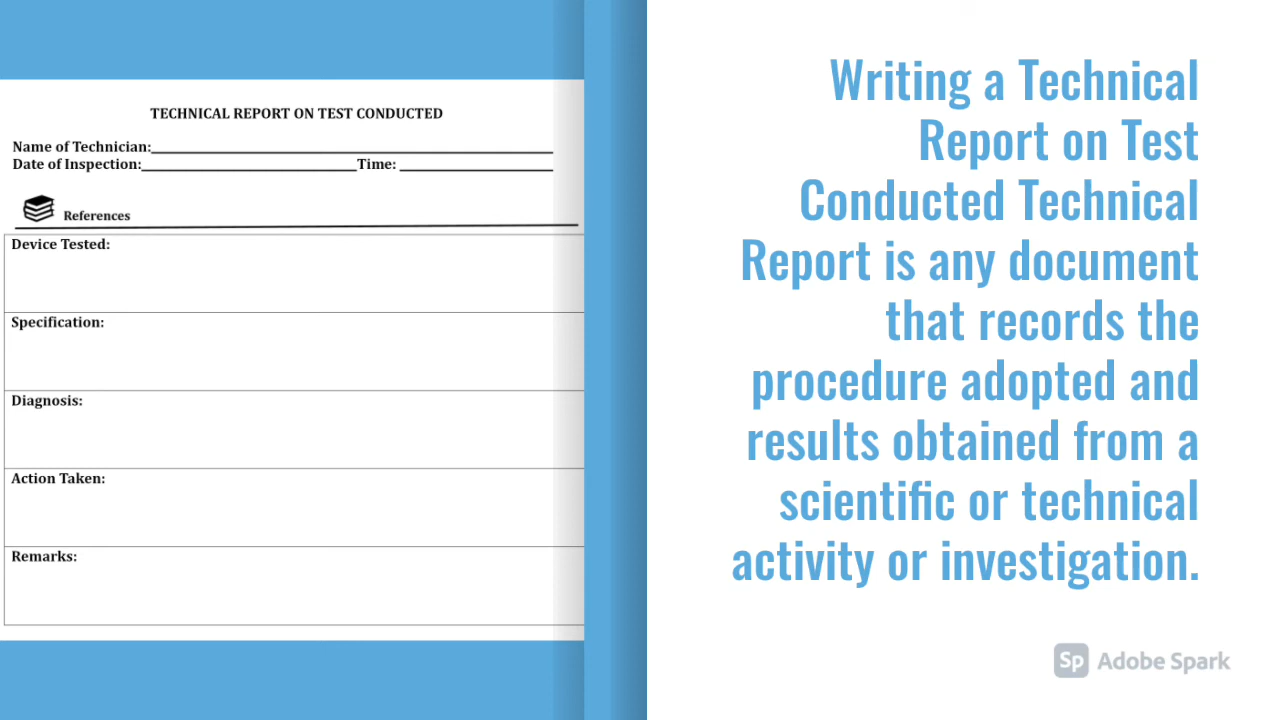 TECHNICAL REPORT ON TEST CONDUCTED
Name of Technician:
Date of Inspection: Time:
References
Device Tested:
Specification:
Diagnosis:
Action Taken:
Remarks:
Writing a Technical
Report on Test
Conducted Technical
Report is any document
that records the
procedure adopted and
results obtained from a
scientific or technical
activity or investigation.
Sp Adobe Spark